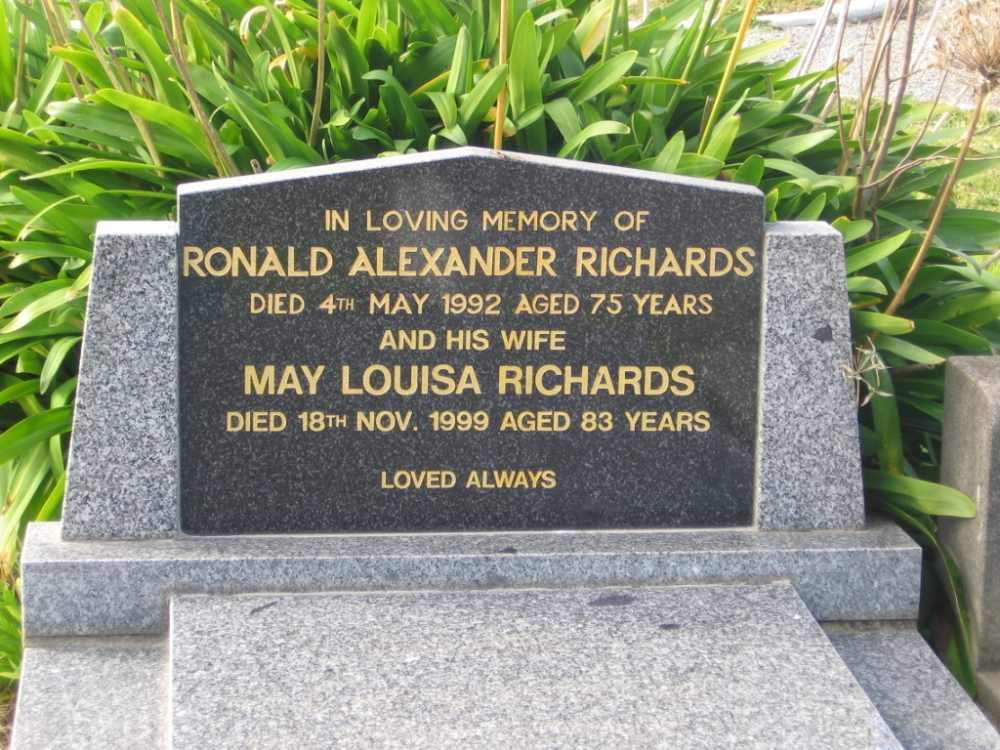 IN LOVING MEMORY OF
RONALD ALEXANDER RICHARDS
DIED 4TH MAY 1992 AGED 75 YEARS
AND HIS WIFE
MAY LOUISA RICHARDS
DIED 18TH NOV. 1999 AGED 83 YEARS
LOVED ALWAYS